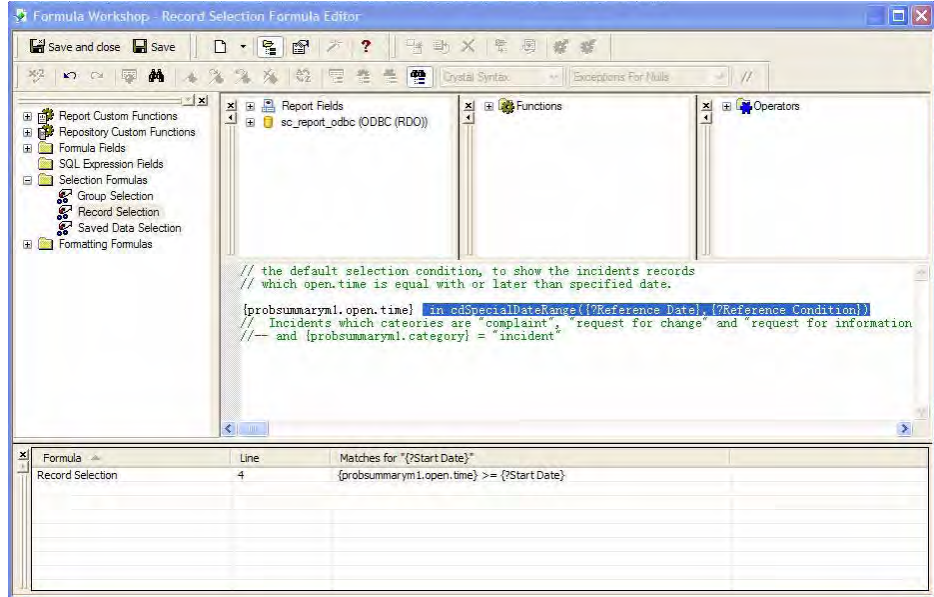 Formula Workshop - Record Selection Formula Editor
Save and close Save
x+2 Crystal Syntax Exceptions For Nulls //
Report Custom Functions
Repository Custom Functions
Formula Fields
SQL Expression Fields
Selection Formulas
Group Selection
Record Selection
Saved Data Selection
Formatting Formulas
Report Fields
sc_report_odbc (ODBC (RDO))
Functions
Operators
// the default selection condition, to show the incidents records
// which open.time is equal with or later than specified date.
{probsummarym1.open.time} in cdSpecialDateRange({?Reference Date},{?Reference Condition})
// Incidents which cateories are "complaint", "request for change" and "request for information
//-- and {probsummarym1.category} = "incident"
Formula Line Matches for "{?Start Date}"
Record Selection 4 {probsummarym1.open.time} >= {?Start Date}